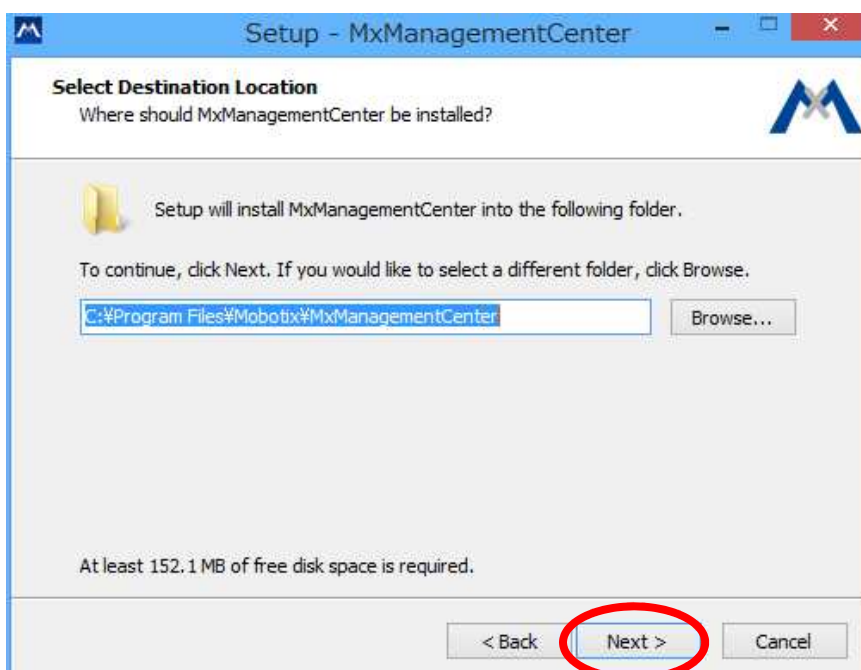 Setup - MxManagementCenter
Select Destination Location
Where should MxManagementCenter be installed?
Setup will install MxManagementCenter into the following folder.
To continue, click Next. If you would like to select a different folder, click Browse.
C:¥Program Files¥Mobotix¥MxManagementCenter
Browse...
At least 152.1 MB of free disk space is required.
< Back
Next >
Cancel